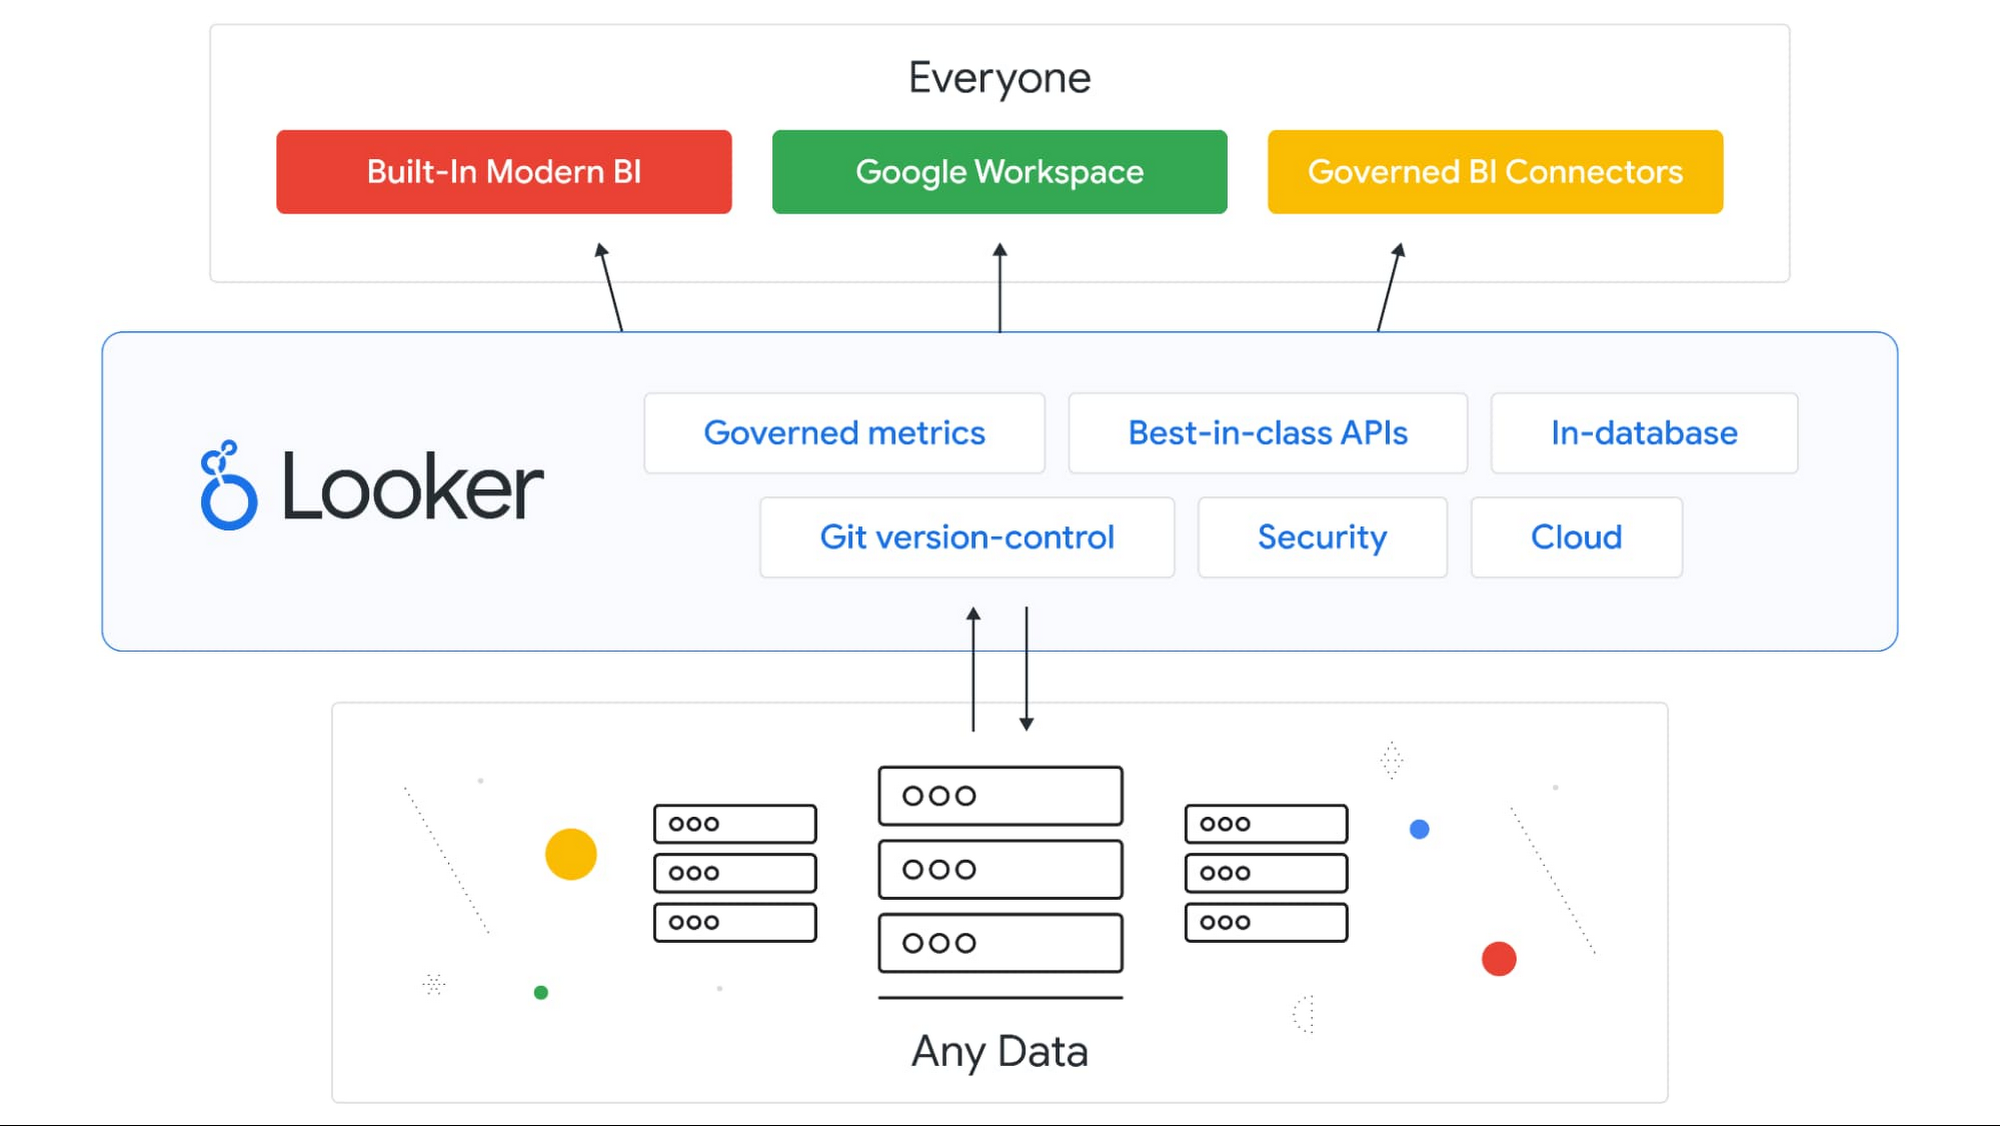 Everyone
Built-In Modern BI
Google Workspace
Governed BI Connectors
Looker
Governed metrics
Best-in-class APIs
In-database
Git version-control
Security
Cloud
Any Data